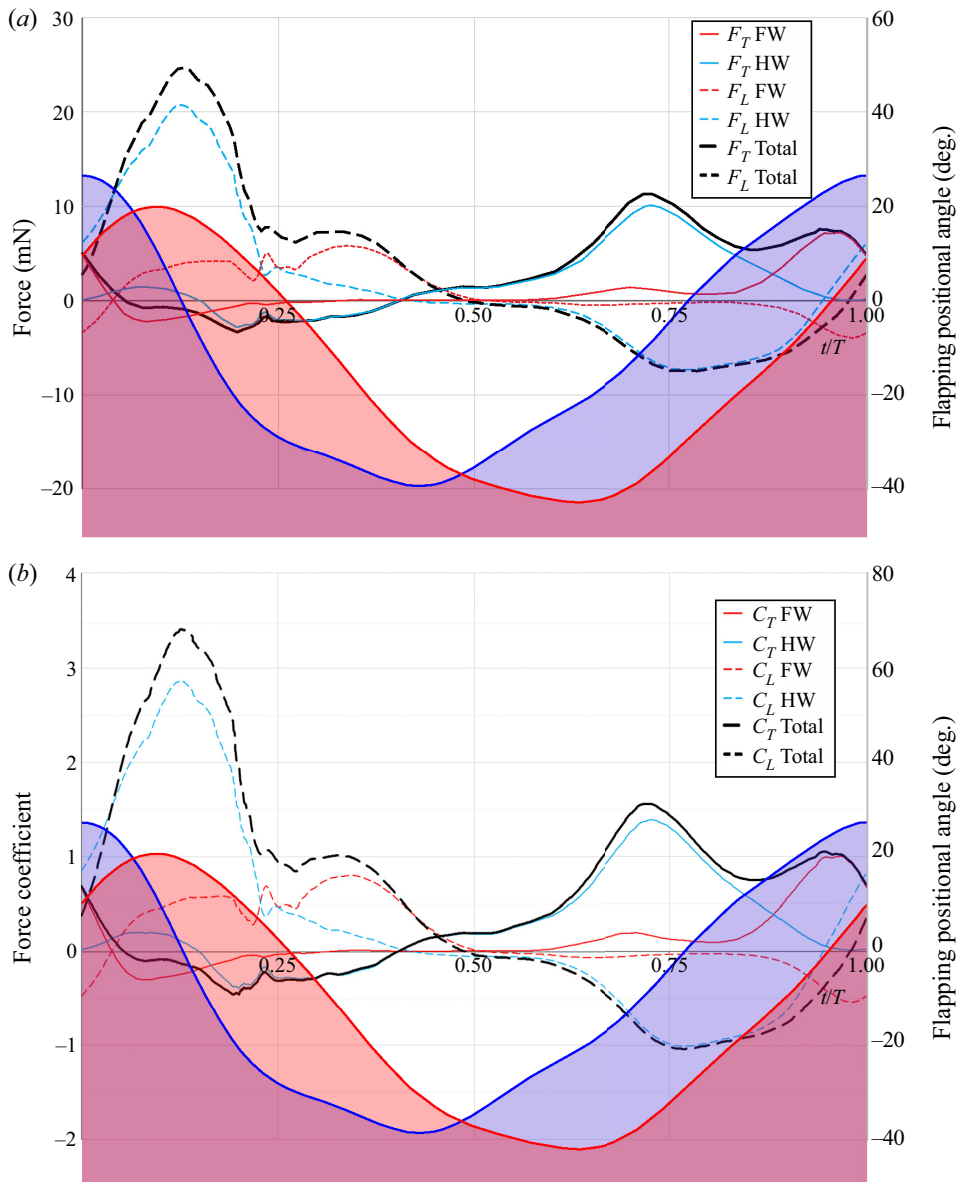 (a)
30
20
10
0
–10
–20
Force (mN)
F_T FW
F_T HW
F_L FW
F_L HW
F_T Total
F_L Total
60
40
20
0
–20
–40
Flapping positional angle (deg.)
0.25
0.50
0.75
1.00
t/T
(b)
4
3
2
1
0
–1
–2
Force coefficient
C_T FW
C_T HW
C_L FW
C_L HW
C_T Total
C_L Total
80
60
40
20
0
–20
–40
Flapping positional angle (deg.)
0.25
0.50
0.75
1.00
t/T